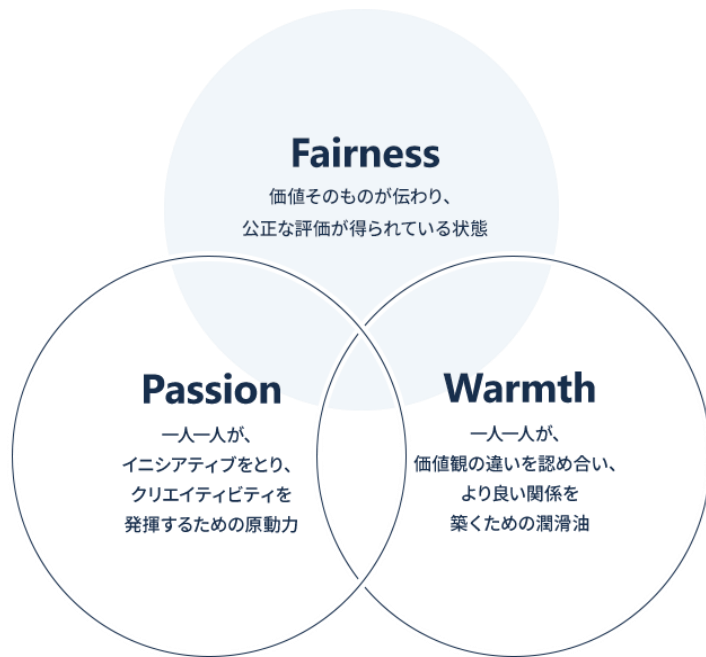 Fairness
価値そのものが伝わり、
公正な評価が得られている状態
Passion
一人一人が、
イニシアティブをとり、
クリエイティビティを
発揮するための原動力
Warmth
一人一人が、
価値観の違いを認め合い、
より良い関係を
築くための潤滑油